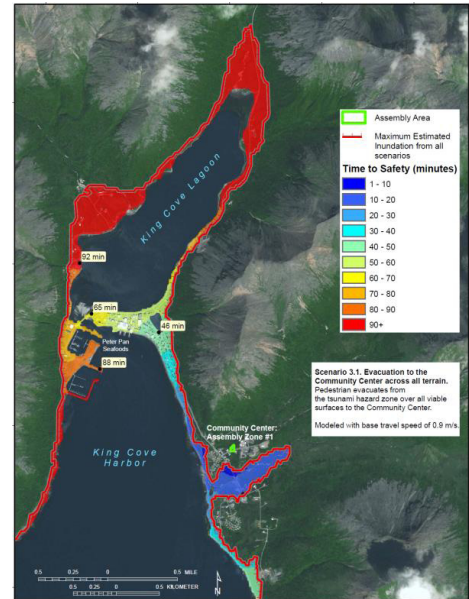 Assembly Area
Maximum Estimated
Inundation from all
scenarios
Time to Safety (minutes)
1 - 10
10 - 20
20 - 30
30 - 40
40 - 50
50 - 60
60 - 70
70 - 80
80 - 90
90+
King Cove Lagoon
92 min
65 min
46 min
Peter Pan
Seafoods
88 min
Scenario 3.1. Evacuation to the
Community Center across all terrain.
Pedestrian evacuates from
the tsunami hazard zone over all viable
surfaces to the Community Center.
Modeled with base travel speed of 0.9 m/s.
Community Center:
Assembly Zone #1
King Cove
Harbor
0.5 0.25 0 0.5 MILE
0.5 0.25 0 0.5 KILOMETER
N